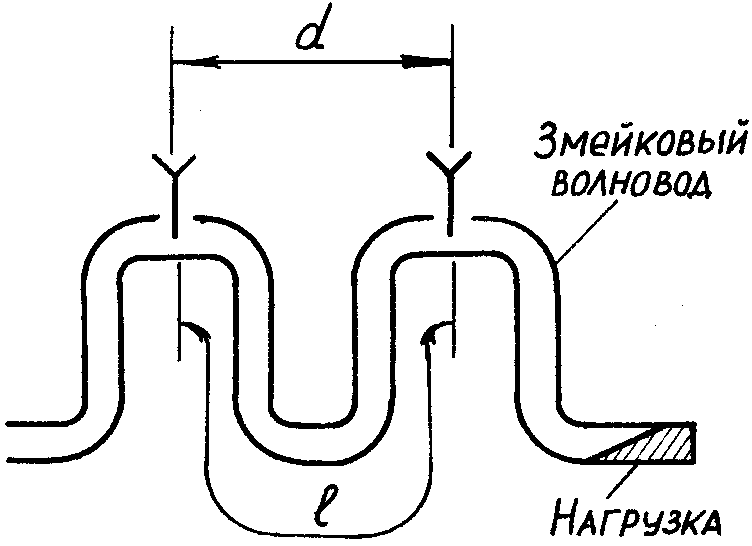 d
Змейковый
волновод
l
Нагрузка